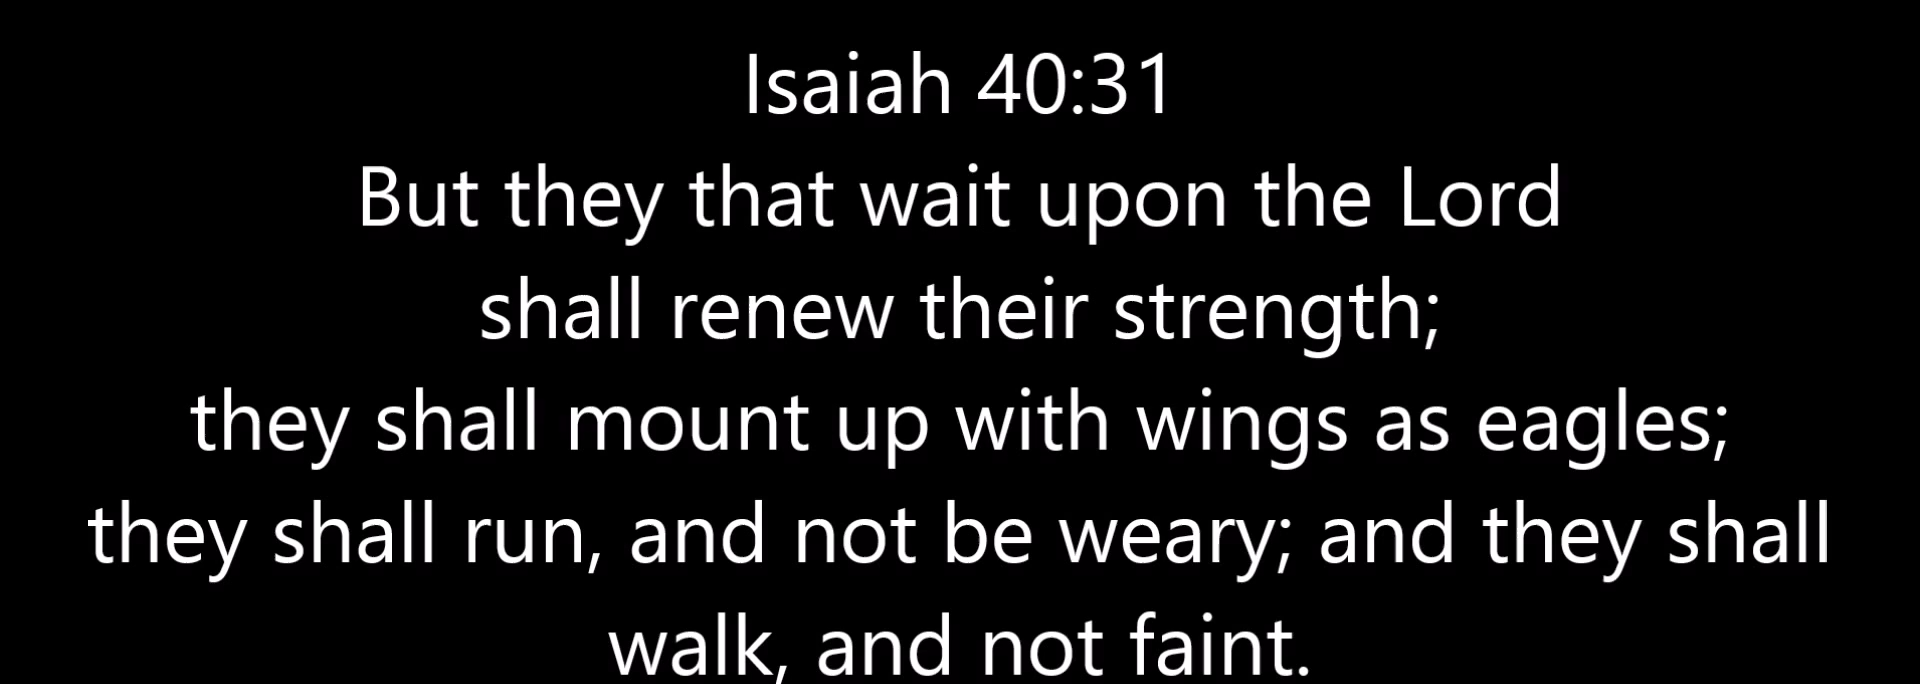 Isaiah 40:31
But they that wait upon the Lord
shall renew their strength;
they shall mount up with wings as eagles;
they shall run, and not be weary; and they shall
walk, and not faint.